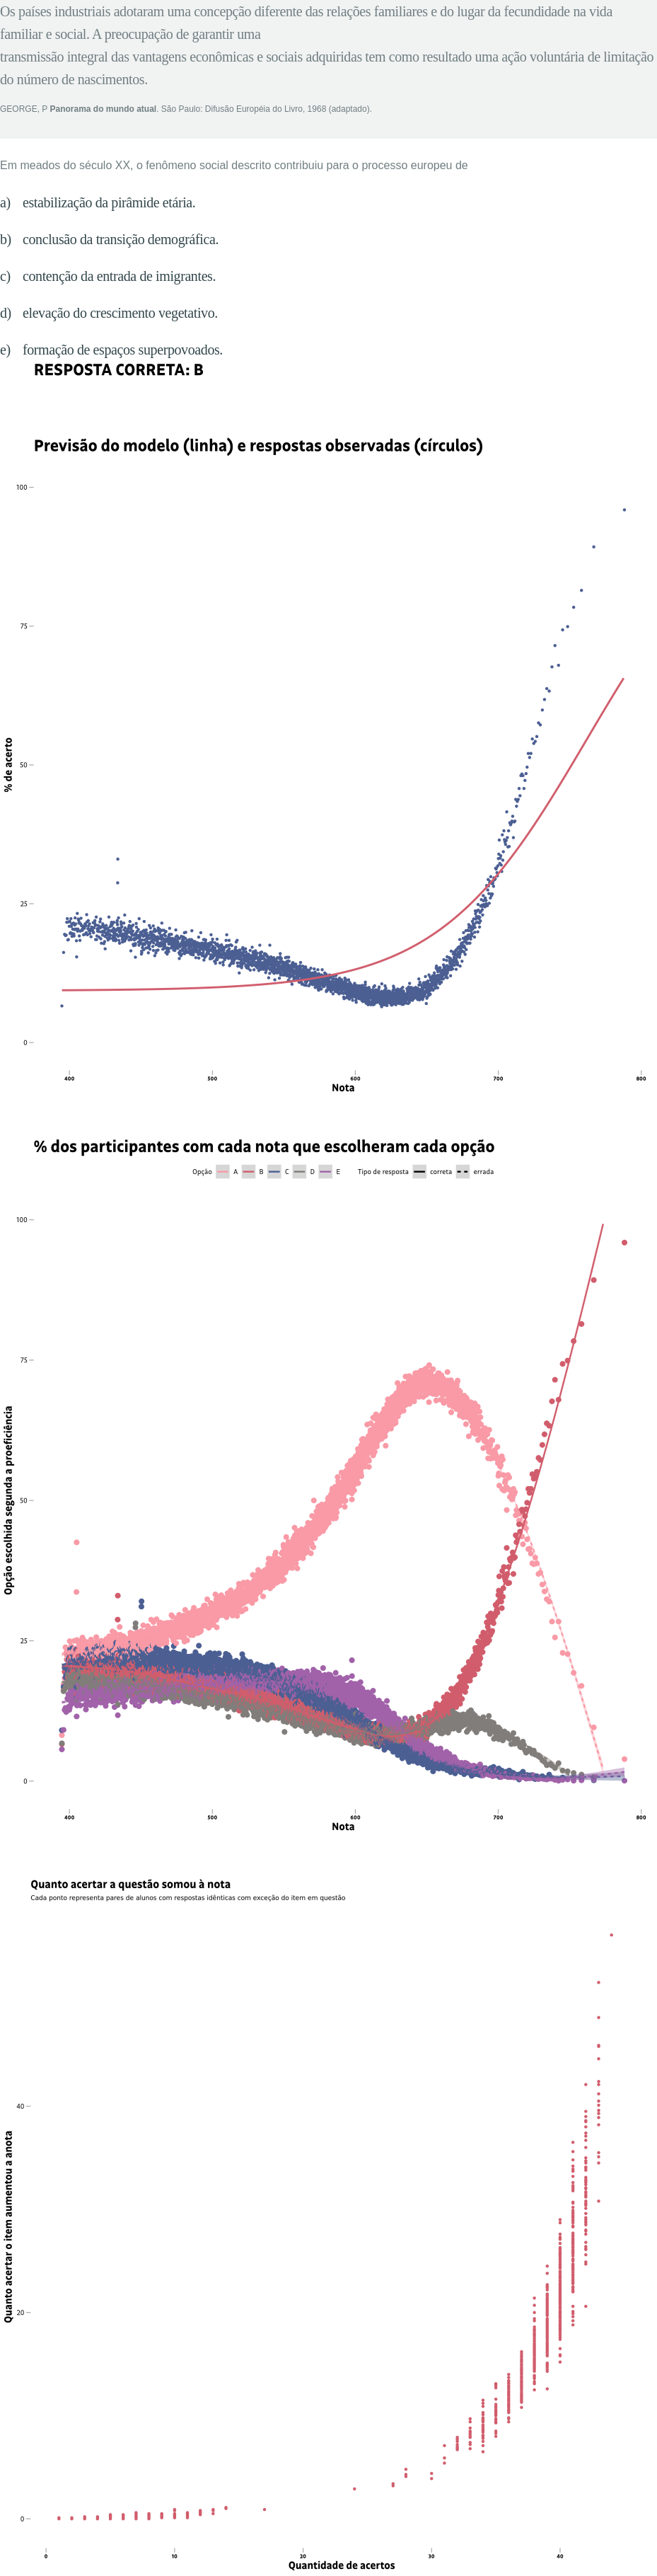 Os países industriais adotaram uma concepção diferente das relações familiares e do lugar da fecundidade na vida
familiar e social. A preocupação de garantir uma
transmissão integral das vantagens econômicas e sociais adquiridas tem como resultado uma ação voluntária de limitação
do número de nascimentos.
GEORGE, P Panorama do mundo atual. São Paulo: Difusão Européia do Livro, 1968 (adaptado).
Em meados do século XX, o fenômeno social descrito contribuiu para o processo europeu de
a) estabilização da pirâmide etária.
b) conclusão da transição demográfica.
c) contenção da entrada de imigrantes.
d) elevação do crescimento vegetativo.
e) formação de espaços superpovoados.
RESPOSTA CORRETA: B
Previsão do modelo (linha) e respostas observadas (círculos)
100
75
50
25
0
% de acerto
400 500 600 700 800
Nota
% dos participantes com cada nota que escolheram cada opção
Opção A B C D E Tipo de resposta correta errada
100
75
50
25
0
Opção escolhida segunda a proeficiência
400 500 600 700 800
Nota
Quanto acertar a questão somou à nota
Cada ponto representa pares de alunos com respostas idênticas com exceção do item em questão
40
20
0
Quanto acertar o item aumentou a anota
0 10 20 30 40
Quantidade de acertos